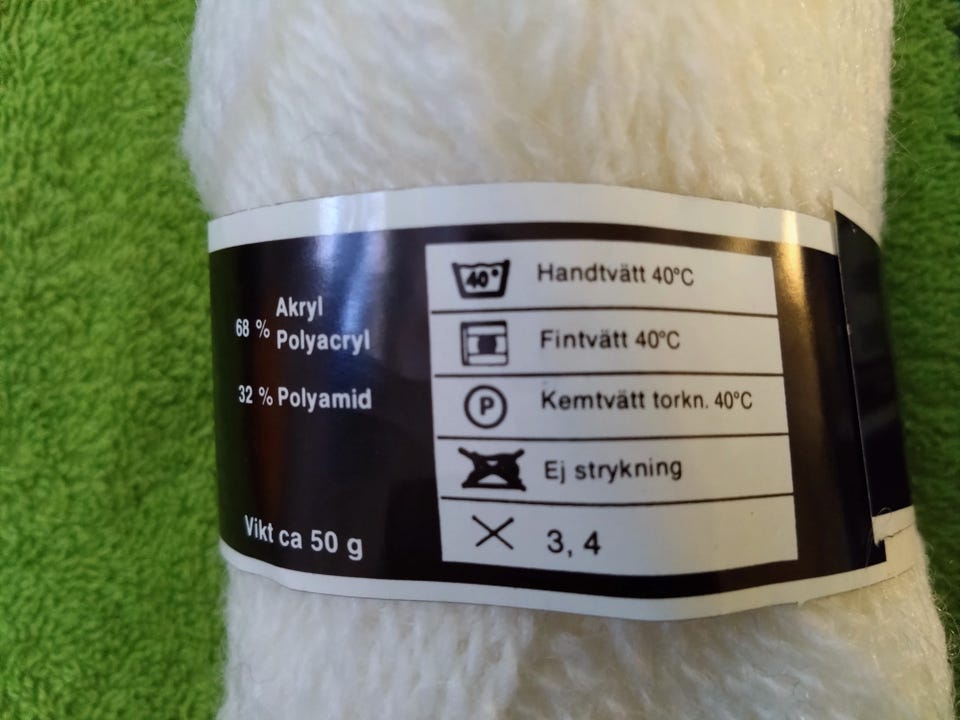 Akryl
68 % Polyacryl
32 % Polyamid
Vikt ca 50 g
40° Handtvätt 40°C
Fintvätt 40°C
P Kemtvätt torkn. 40°C
Ej strykning
3, 4